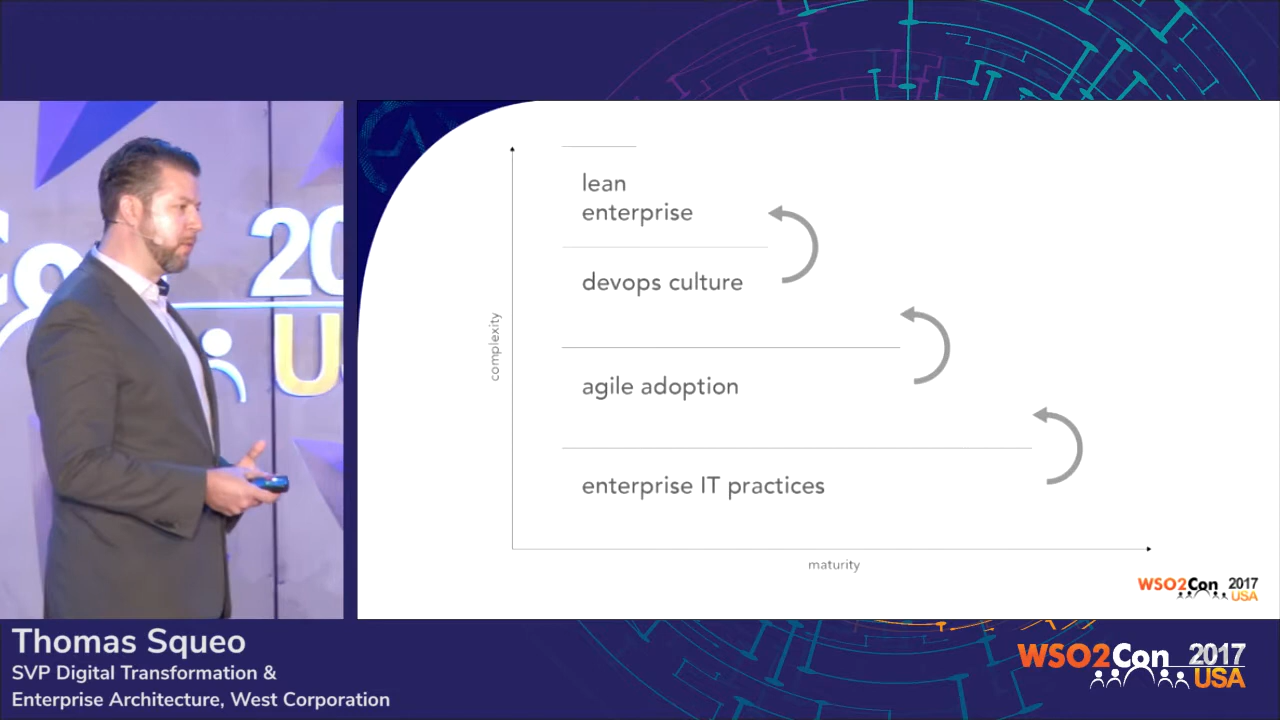 20
U
lean
enterprise
devops culture
agile adoption
enterprise IT practices
complexity
maturity
WSO2Con 2017
USA
Thomas Squeo
SVP Digital Transformation &
Enterprise Architecture, West Corporation
WSO2Con 2017
USA